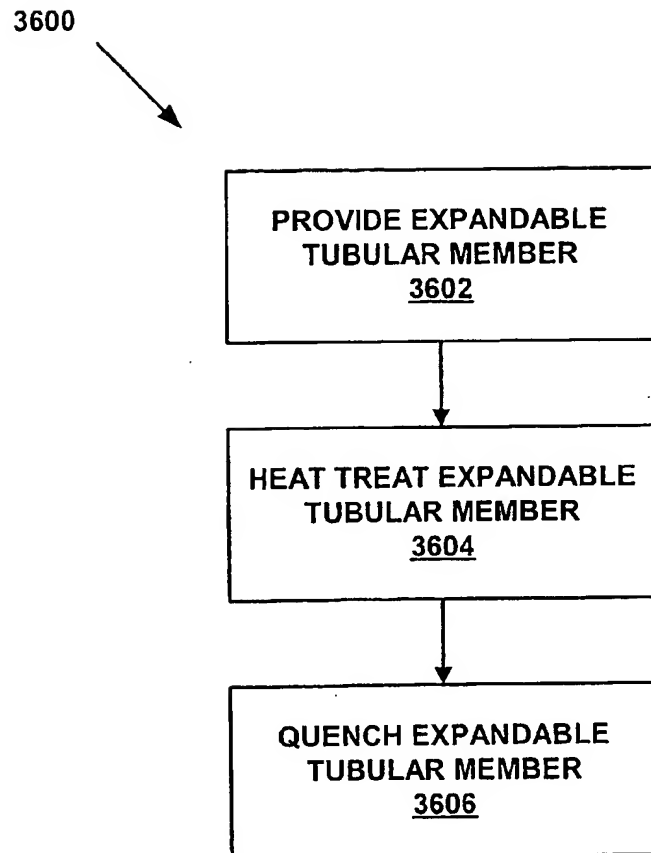 3600
PROVIDE EXPANDABLE
TUBULAR MEMBER
3602
HEAT TREAT EXPANDABLE
TUBULAR MEMBER
3604
QUENCH EXPANDABLE
TUBULAR MEMBER
3606